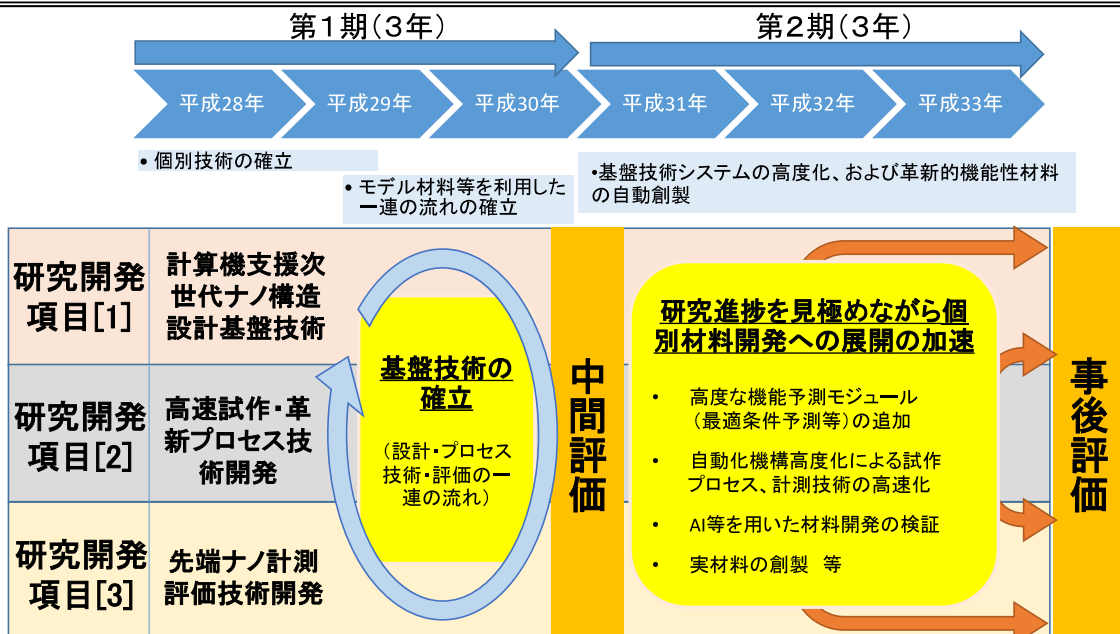 第1期(3年)
第2期(3年)
平成28年
平成29年
平成30年
平成31年
平成32年
平成33年
• 個別技術の確立
• モデル材料等を利用した
一連の流れの確立
•基盤技術システムの高度化、および革新的機能性材料
の自動創製
研究開発
項目[1]
計算機支援次
世代ナノ構造
設計基盤技術
研究開発
項目[2]
高速試作・革
新プロセス技
術開発
研究開発
項目[3]
先端ナノ計測
評価技術開発
基盤技術の
確立
(設計・プロセス
技術・評価の一
連の流れ)
中間評価
研究進捗を見極めながら個
別材料開発への展開の加速
• 高度な機能予測モジュール
(最適条件予測等)の追加
• 自動化機構高度化による試作
プロセス、計測技術の高速化
• AI等を用いた材料開発の検証
• 実材料の創製 等
事後評価